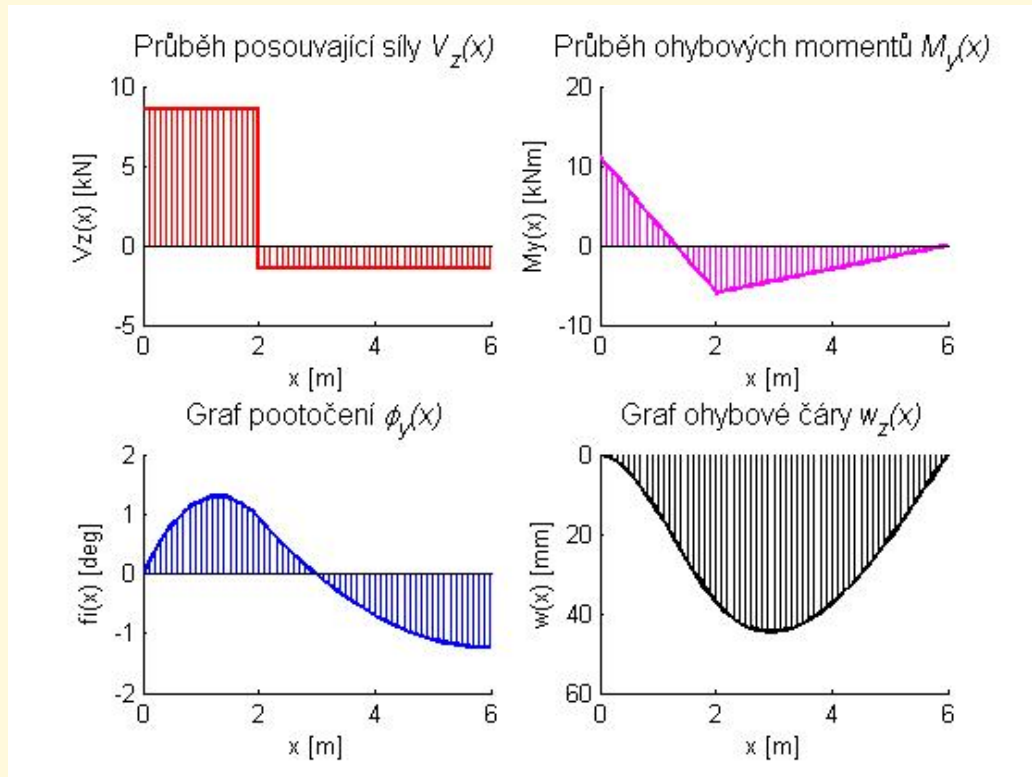 Průběh posouvající síly V_z(x)
10
5
0
-5
Vz(x) [kN]
0 2 4 6
x [m]
Průběh ohybových momentů M_y(x)
20
10
0
-10
My(x) [kNm]
0 2 4 6
x [m]
Graf pootočení ϕ_y(x)
2
1
0
-1
-2
fi(x) [deg]
0 2 4 6
x [m]
Graf ohybové čáry w_z(x)
0
20
40
60
w(x) [mm]
0 2 4 6
x [m]